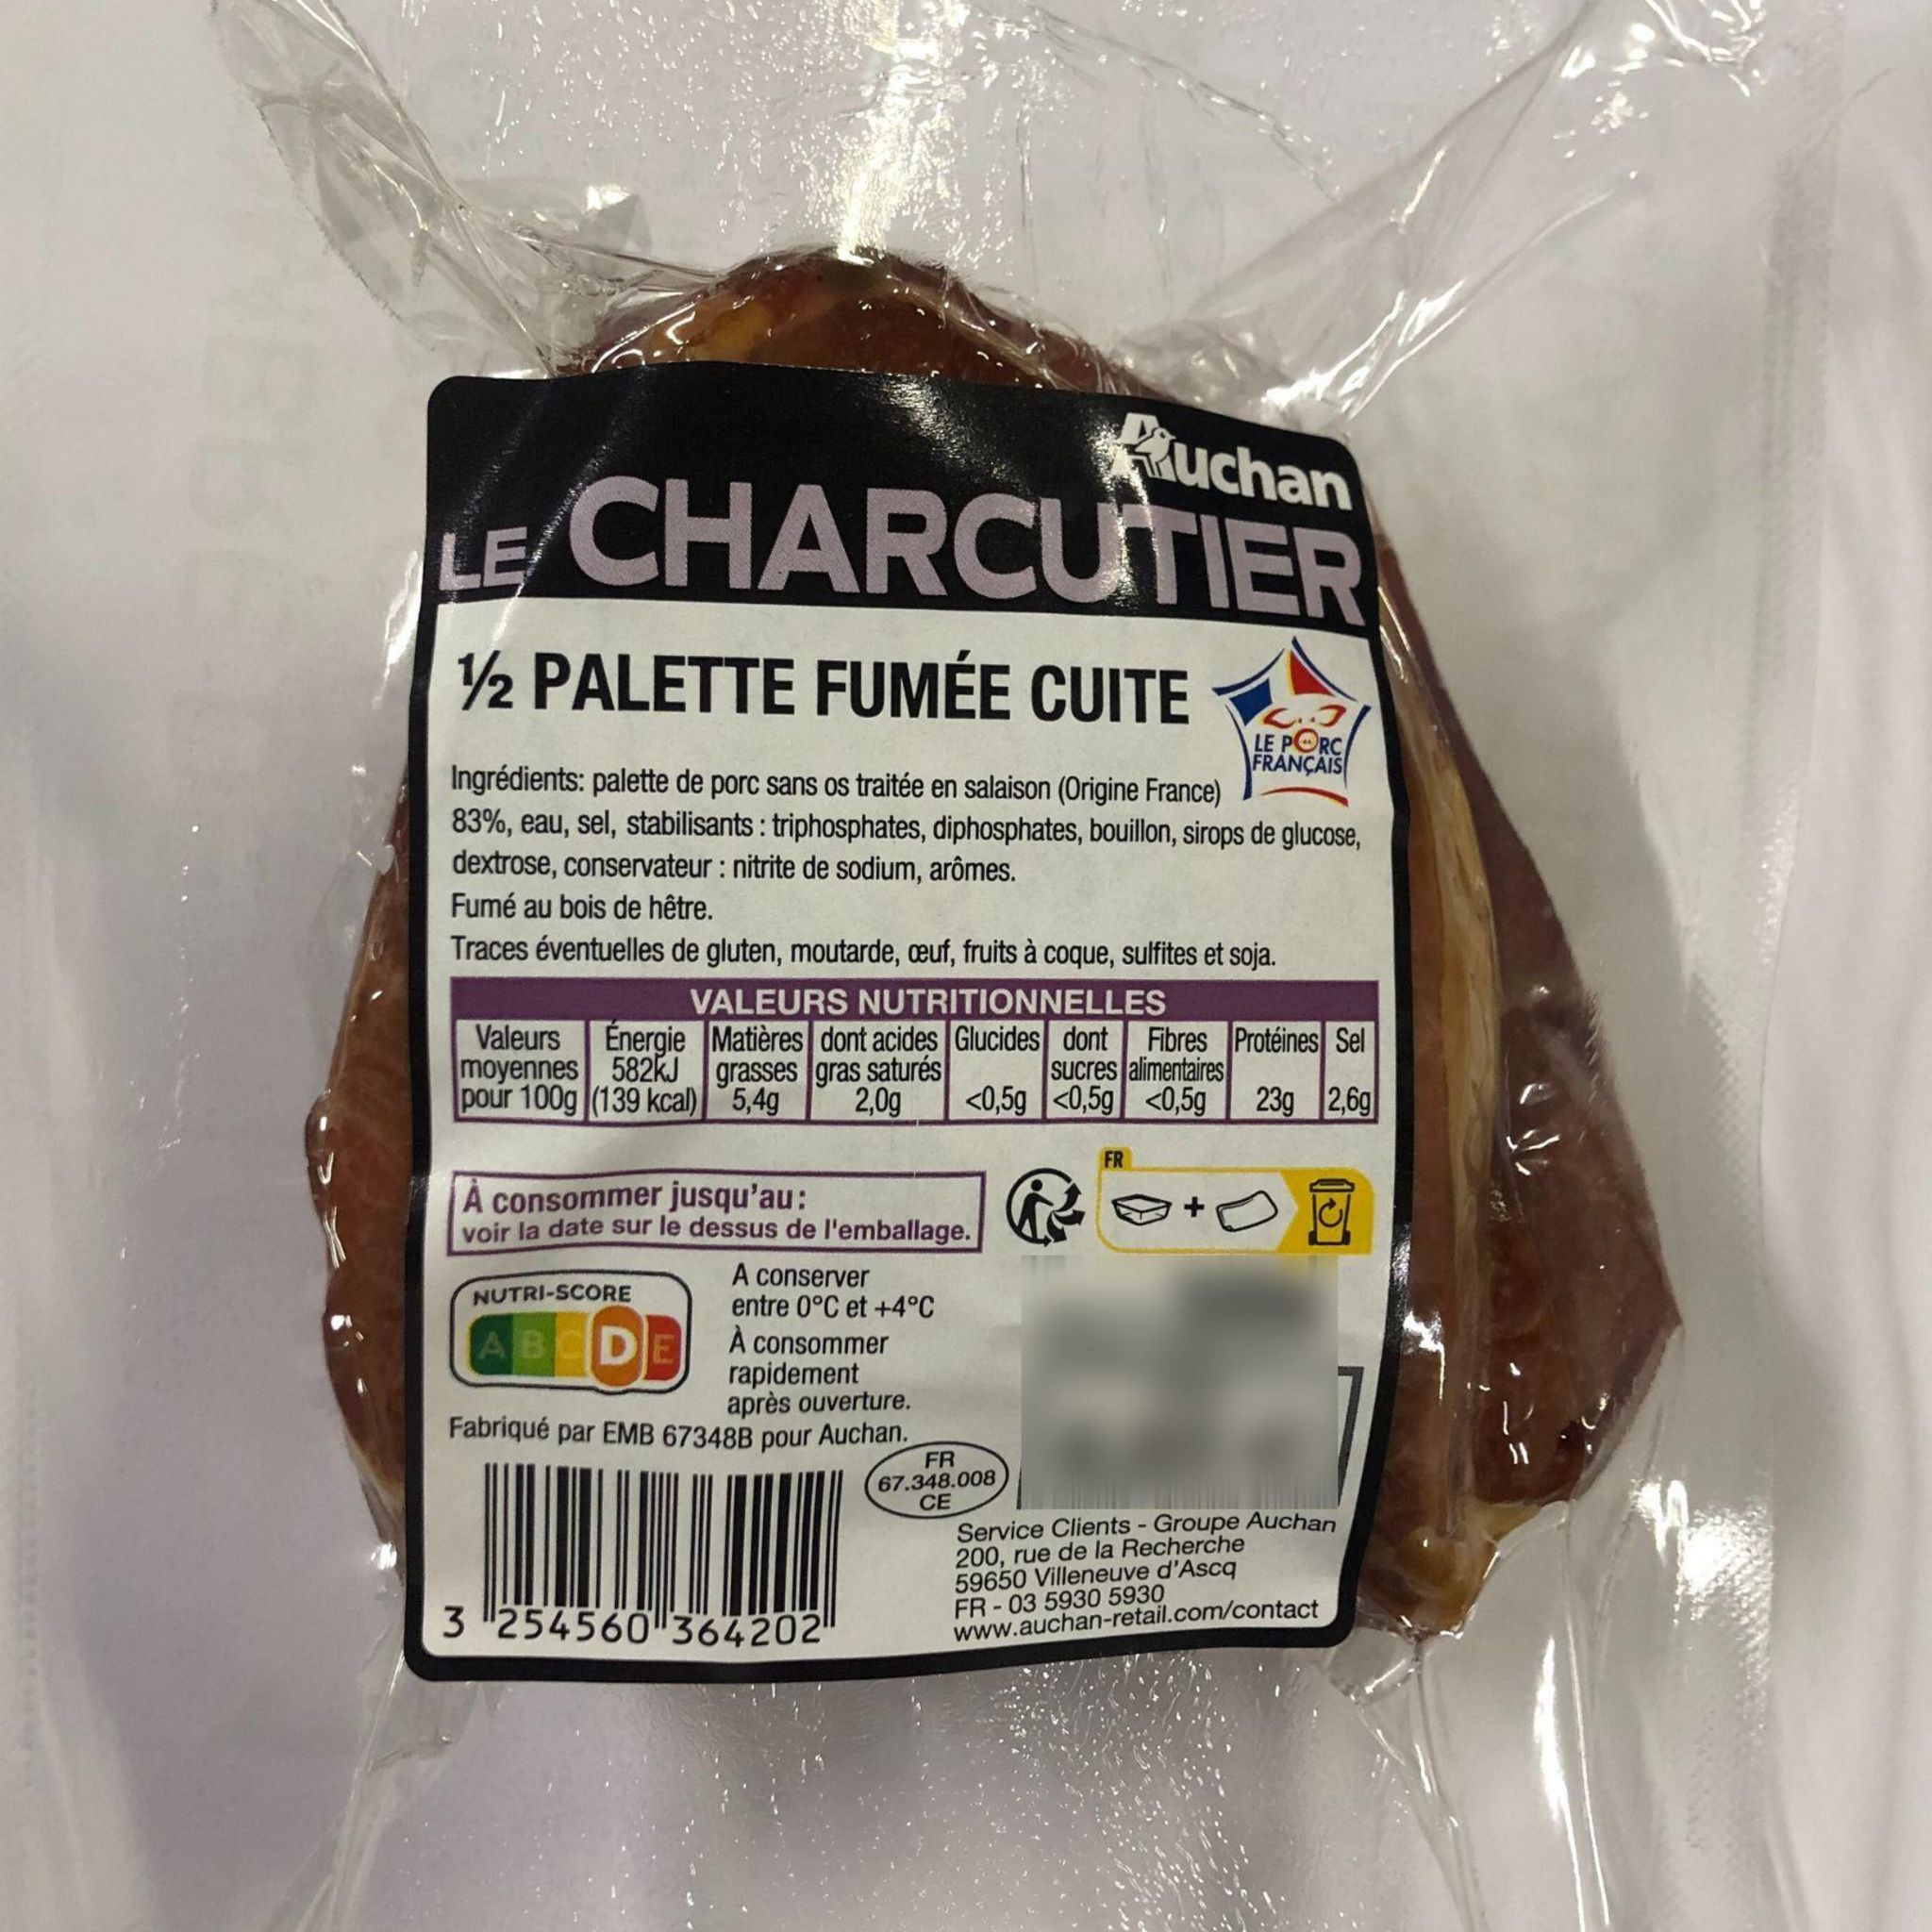 Auchan
LE CHARCUTIER
½ PALETTE FUMÉE CUITE
LE PORC
FRANÇAIS
Ingrédients: palette de porc sans os traitée en salaison (Origine France)
83%, eau, sel, stabilisants : triphosphates, diphosphates, bouillon, sirops de glucose,
dextrose, conservateur : nitrite de sodium, arômes.
Fumé au bois de hêtre.
Traces éventuelles de gluten, moutarde, œuf, fruits à coque, sulfites et soja.
VALEURS NUTRITIONNELLES
Valeurs Énergie Matières dont acides Glucides dont Fibres Protéines Sel
moyennes 582kJ grasses gras saturés sucres alimentaires
pour 100g (139 kcal) 5,4g 2,0g <0,5g <0,5g <0,5g 23g 2,6g
À consommer jusqu'au:
voir la date sur le dessus de l'emballage.
FR
+
NUTRI-SCORE
A B C D E
A conserver
entre 0°C et +4°C
À consommer
rapidement
après ouverture.
Fabriqué par EMB 67348B pour Auchan.
FR
67.348.008
CE
3 254560 364202
Service Clients - Groupe Auchan
200, rue de la Recherche
59650 Villeneuve d'Ascq
FR - 03 5930 5930
www.auchan-retail.com/contact